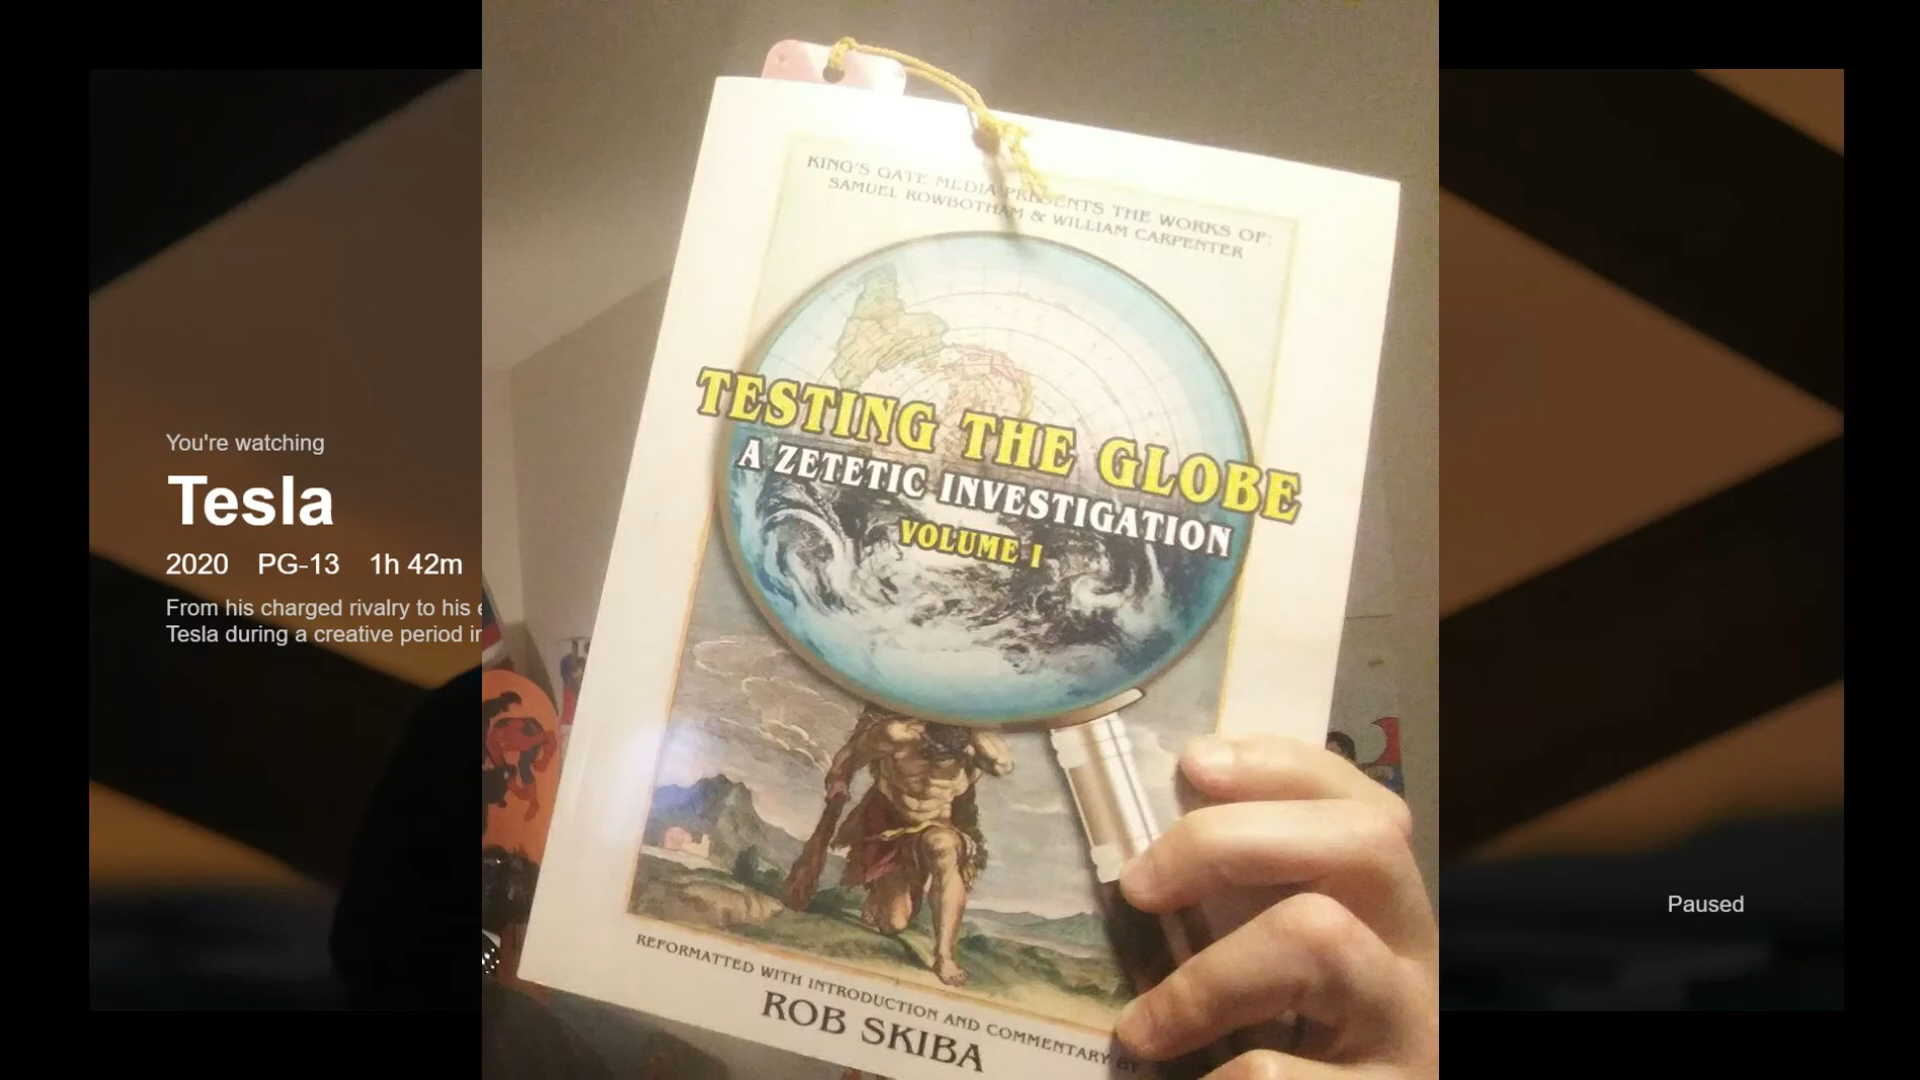 You're watching
Tesla
2020 PG-13 1h 42m
From his charged rivalry to his
Tesla during a creative period
Paused
KING'S GATE MEDIA PRESENTS THE WORKS OF:
SAMUEL ROWBOTHAM & WILLIAM CARPENTER
TESTING THE GLOBE
A ZETETIC INVESTIGATION
VOLUME I
REFORMATTED WITH INTRODUCTION AND COMMENTARY BY
ROB SKIBA